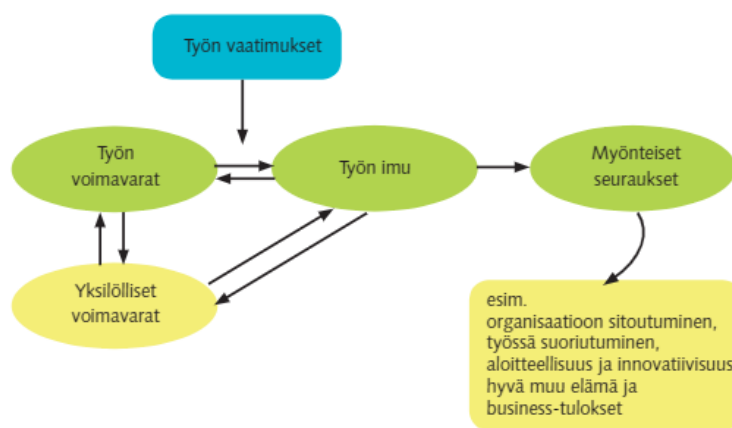 Työn vaatimukset
Työn
voimavarat
Työn imu
Myönteiset
seuraukset
Yksilölliset
voimavarat
esim.
organisaatioon sitoutuminen,
työssä suoriutuminen,
aloitteellisuus ja innovatiivisuus
hyvä muu elämä ja
business-tulokset